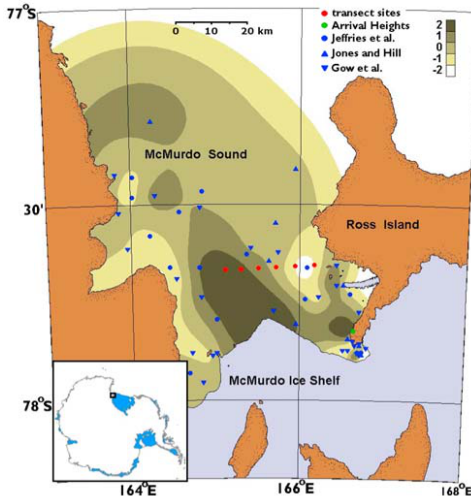 77°S
0 10 20 km
transect sites
Arrival Heights
Jeffries et al.
Jones and Hill
Gow et al.
2
1
0
-1
-2
McMurdo Sound
30'
Ross Island
McMurdo Ice Shelf
78°S
164°E
166°E
168°E